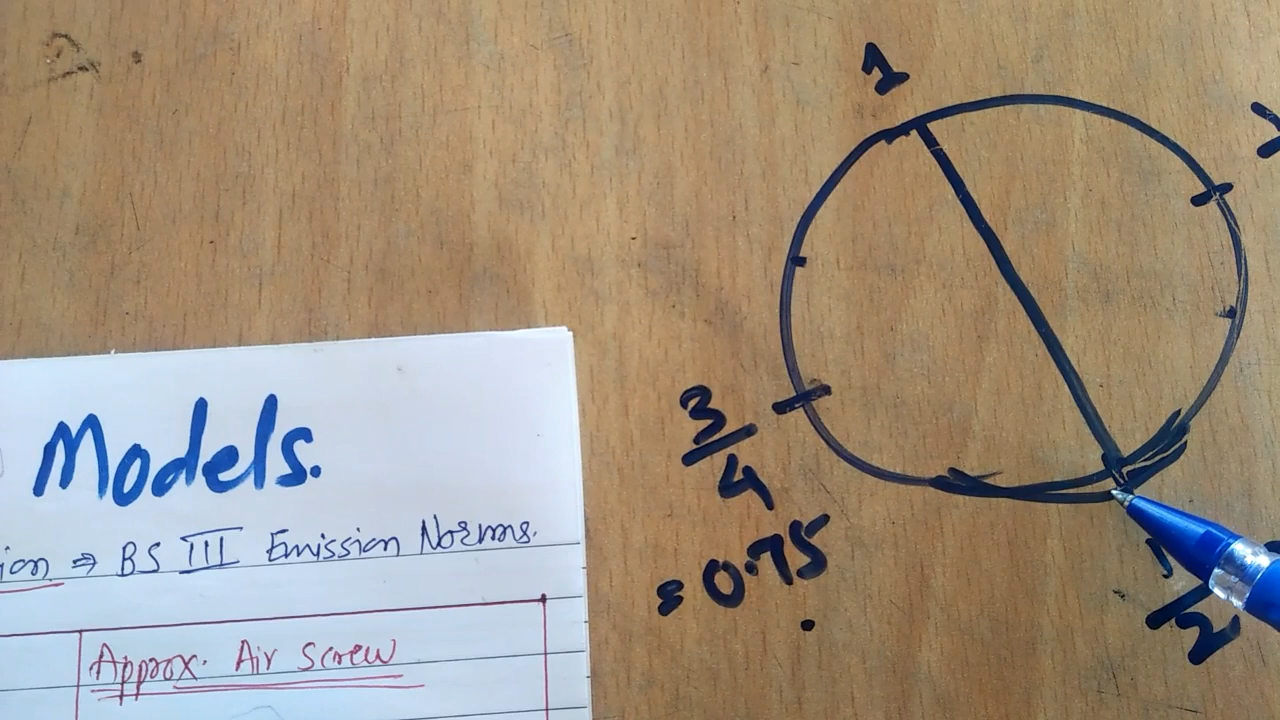 1
3
4
= 0.75
1
2
Models.
ion ⇒ BS III Emission Norms.
Approx. Air Screw